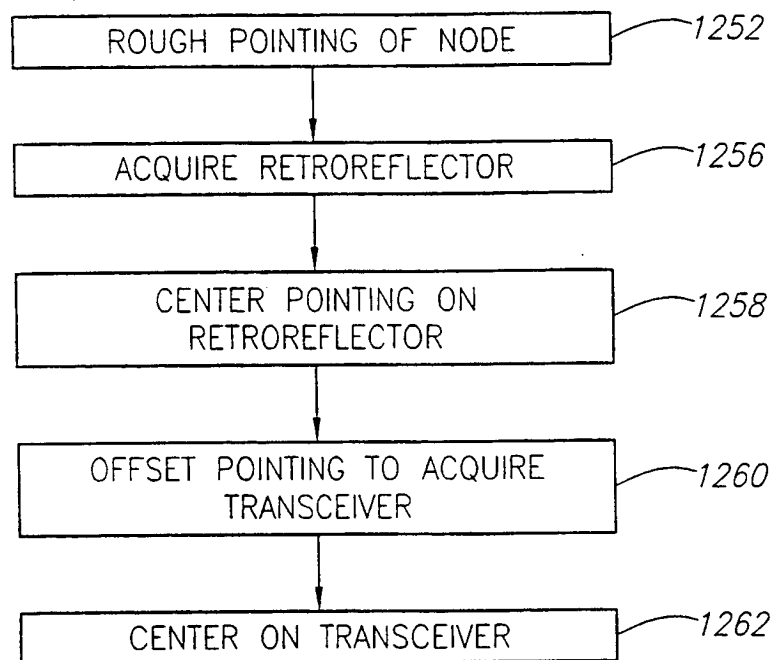 ROUGH POINTING OF NODE
1252
ACQUIRE RETROREFLECTOR
1256
CENTER POINTING ON
RETROREFLECTOR
1258
OFFSET POINTING TO ACQUIRE
TRANSCEIVER
1260
CENTER ON TRANSCEIVER
1262